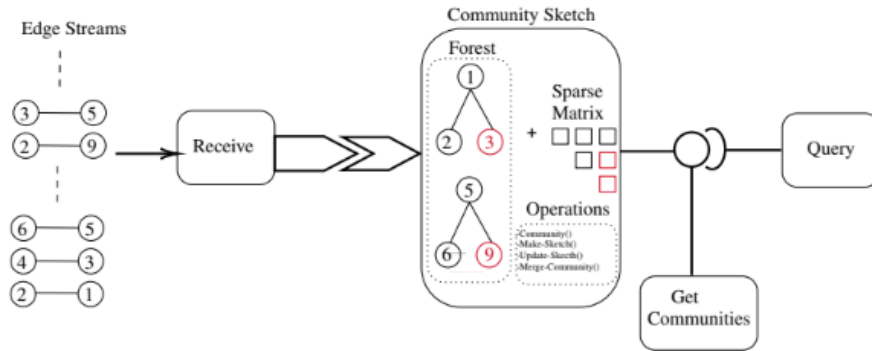 Community Sketch
Edge Streams
Forest
1
3 5
Sparse
Matrix
2 9
2 3
+
Receive
Query
5
Operations
6 5
-Community()
-Make-Sketch()
6 9
-Update-Skecth()
4 3
-Merge-Community()
2 1
Get
Communities